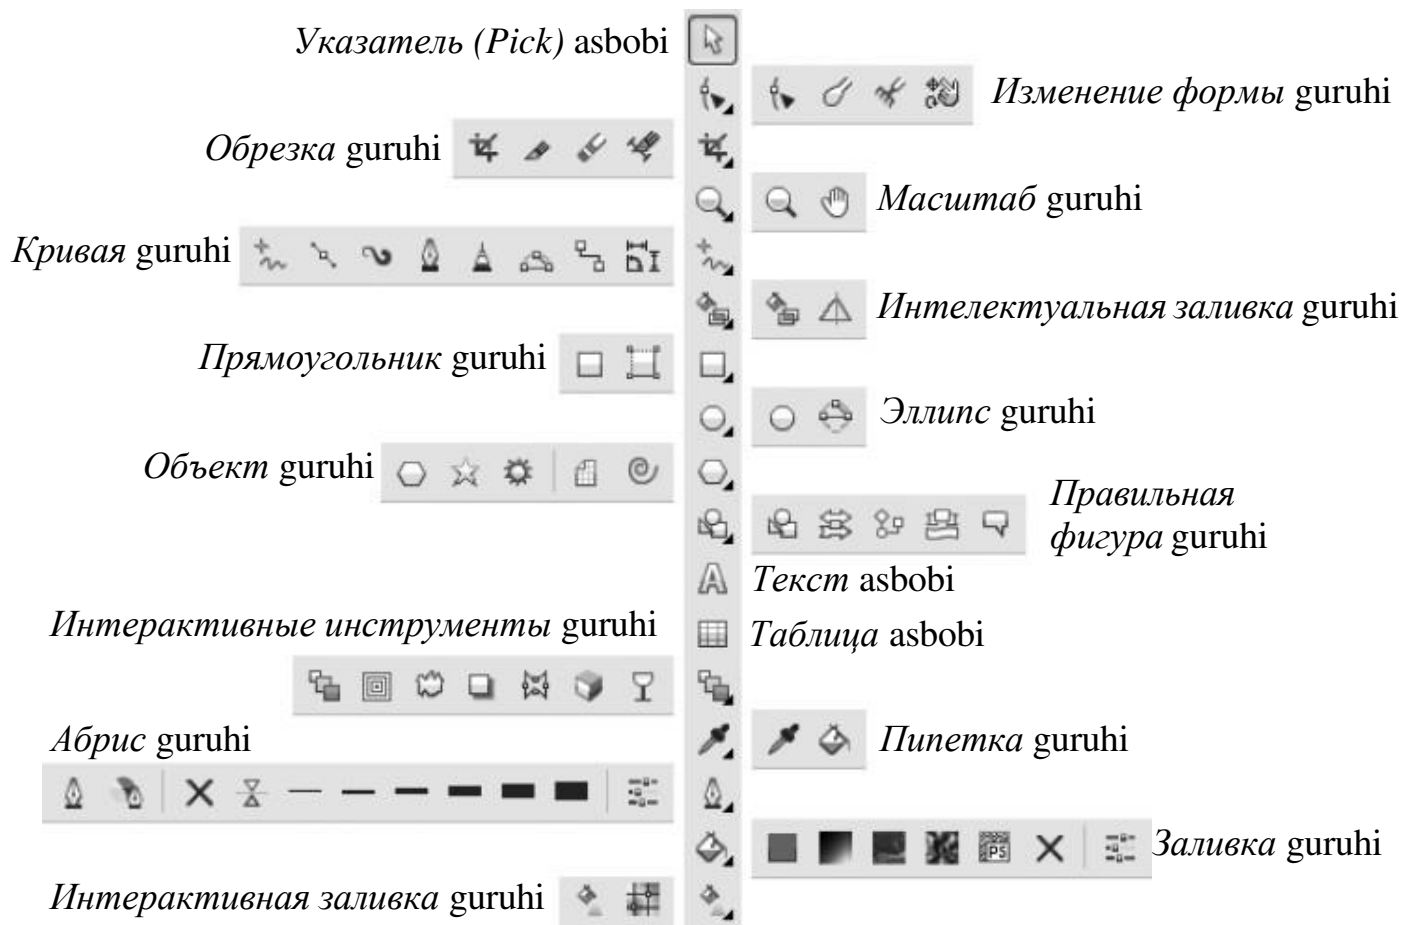 Указатель (Pick) asbobi
Изменение формы guruhi
Обрезка guruhi
Масштаб guruhi
Кривая guruhi
Интелектуальная заливка guruhi
Прямоугольник guruhi
Эллипс guruhi
Объект guruhi
Правильная
фигура guruhi
Текст asbobi
Интерактивные инструменты guruhi
Таблица asbobi
Абрис guruhi
Пипетка guruhi
PS
Заливка guruhi
Интерактивная заливка guruhi